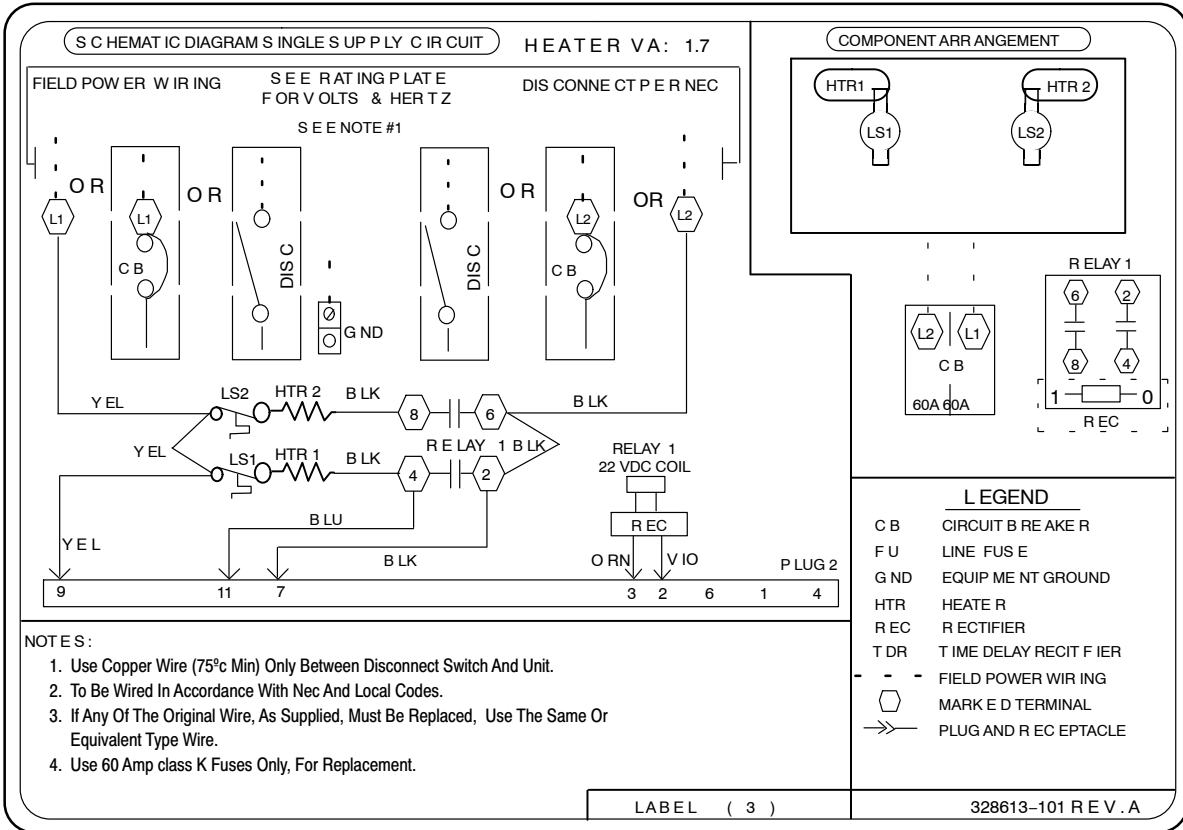 SCHEMATIC DIAGRAM SINGLE SUPPLY CIRCUIT
HEATER VA: 1.7
FIELD POWER WIRING
SEE RATING PLATE
FOR VOLTS & HERTZ
DISCONNECT PER NEC
SEE NOTE #1
OR
OR
OR
OR
L1
L1
L2
L2
CB
DISC
DISC
CB
GND
YEL
LS2
HTR 2
BLK
8
6
BLK
YEL
LS1
HTR 1
BLK
4
RELAY 1
2
BLK
RELAY 1
22 VDC COIL
REC
BLU
YEL
BLK
ORN
VIO
PLUG 2
9
11
7
3
2
6
1
4
COMPONENT ARRANGEMENT
HTR1
HTR 2
LS1
LS2
L2
L1
CB
60A 60A
RELAY 1
6
2
8
4
1
0
REC
LEGEND
CB CIRCUIT BREAKER
FU LINE FUSE
GND EQUIPMENT GROUND
HTR HEATER
REC RECTIFIER
TDR TIME DELAY RECITFIER
FIELD POWER WIRING
MARKED TERMINAL
PLUG AND RECEPTACLE
NOTES:
1. Use Copper Wire (75ºc Min) Only Between Disconnect Switch And Unit.
2. To Be Wired In Accordance With Nec And Local Codes.
3. If Any Of The Original Wire, As Supplied, Must Be Replaced, Use The Same Or
Equivalent Type Wire.
4. Use 60 Amp class K Fuses Only, For Replacement.
LABEL (3)
328613–101 REV.A